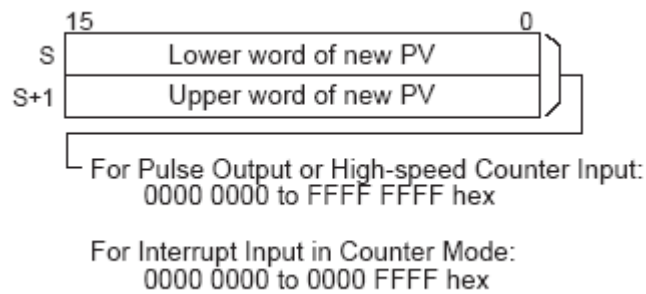 15 0
S Lower word of new PV
S+1 Upper word of new PV
For Pulse Output or High-speed Counter Input:
0000 0000 to FFFF FFFF hex
For Interrupt Input in Counter Mode:
0000 0000 to 0000 FFFF hex